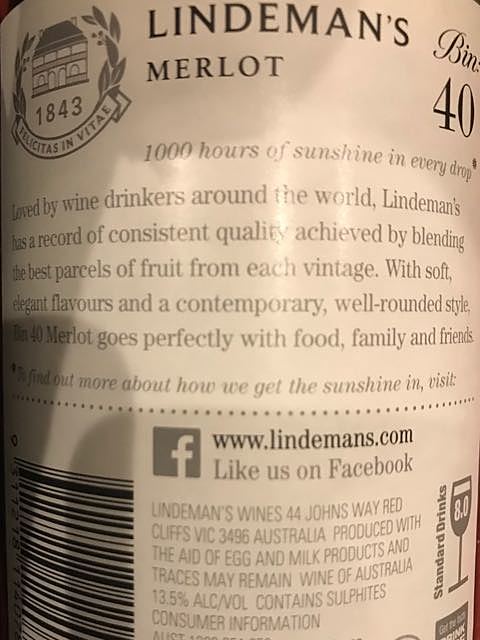 LINDEMAN'S
MERLOT
Bin
40
1843
FELICITAS IN VITAE
1000 hours of sunshine in every drop*
Loved by wine drinkers around the world, Lindeman's
has a record of consistent quality achieved by blending
the best parcels of fruit from each vintage. With soft,
elegant flavours and a contemporary, well-rounded style,
Bin 40 Merlot goes perfectly with food, family and friends.
*To find out more about how we get the sunshine in, visit:
f www.lindemans.com
Like us on Facebook
LINDEMAN'S WINES 44 JOHNS WAY RED
CLIFFS VIC 3496 AUSTRALIA PRODUCED WITH
THE AID OF EGG AND MILK PRODUCTS AND
TRACES MAY REMAIN WINE OF AUSTRALIA
13.5% ALC/VOL CONTAINS SULPHITES
CONSUMER INFORMATION
Standard Drinks
8.0